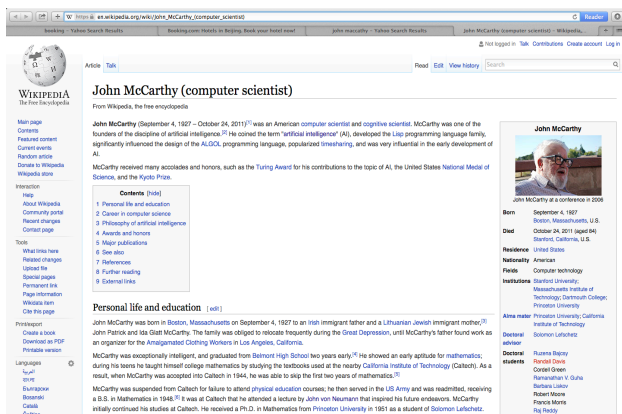 W https en.wikipedia.org/wiki/John_McCarthy_(computer_scientist) Reader
booking - Yahoo Search Results Booking.com: Hotels in Beijing. Book your hotel now! john maccathy - Yahoo Search Results John McCarthy (computer scientist) - Wikipedia,...
Not logged in Talk Contributions Create account Log in
Article Talk Read Edit View history Search
WIKIPEDIA
The Free Encyclopedia
Main page
Contents
Featured content
Current events
Random article
Donate to Wikipedia
Wikipedia store
Interaction
Help
About Wikipedia
Community portal
Recent changes
Contact page
Tools
What links here
Related changes
Upload file
Special pages
Permanent link
Page information
Wikidata item
Cite this page
Print/export
Create a book
Download as PDF
Printable version
Languages
العربية
বাংলা
Български
Bosanski
Català
John McCarthy (computer scientist)
From Wikipedia, the free encyclopedia
John McCarthy (September 4, 1927 – October 24, 2011)[1] was an American computer scientist and cognitive scientist. McCarthy was one of the
founders of the discipline of artificial intelligence.[2] He coined the term "artificial intelligence" (AI), developed the Lisp programming language family,
significantly influenced the design of the ALGOL programming language, popularized timesharing, and was very influential in the early development of
AI.
McCarthy received many accolades and honors, such as the Turing Award for his contributions to the topic of AI, the United States National Medal of
Science, and the Kyoto Prize.
Contents [hide]
1 Personal life and education
2 Career in computer science
3 Philosophy of artificial intelligence
4 Awards and honors
5 Major publications
6 See also
7 References
8 Further reading
9 External links
Personal life and education [edit]
John McCarthy was born in Boston, Massachusetts on September 4, 1927 to an Irish immigrant father and a Lithuanian Jewish immigrant mother,[3]
John Patrick and Ida Glatt McCarthy. The family was obliged to relocate frequently during the Great Depression, until McCarthy's father found work as
an organizer for the Amalgamated Clothing Workers in Los Angeles, California.
McCarthy was exceptionally intelligent, and graduated from Belmont High School two years early.[4] He showed an early aptitude for mathematics;
during his teens he taught himself college mathematics by studying the textbooks used at the nearby California Institute of Technology (Caltech). As a
result, when McCarthy was accepted into Caltech in 1944, he was able to skip the first two years of mathematics.[5]
McCarthy was suspended from Caltech for failure to attend physical education courses; he then served in the US Army and was readmitted, receiving
a B.S. in Mathematics in 1948.[6] It was at Caltech that he attended a lecture by John von Neumann that inspired his future endeavors. McCarthy
initially continued his studies at Caltech. He received a Ph.D. in Mathematics from Princeton University in 1951 as a student of Solomon Lefschetz.
John McCarthy
John McCarthy at a conference in 2006
Born September 4, 1927
Boston, Massachusetts, U.S.
Died October 24, 2011 (aged 84)
Stanford, California, U.S.
Residence United States
Nationality American
Fields Computer technology
Institutions Stanford University;
Massachusetts Institute of
Technology; Dartmouth College;
Princeton University
Alma mater Princeton University; California
Institute of Technology
Doctoral Solomon Lefschetz
advisor
Doctoral Ruzena Bajcsy
students Randall Davis
Cordell Green
Ramanathan V. Guha
Barbara Liskov
Robert Moore
Francis Morris
Raj Reddy